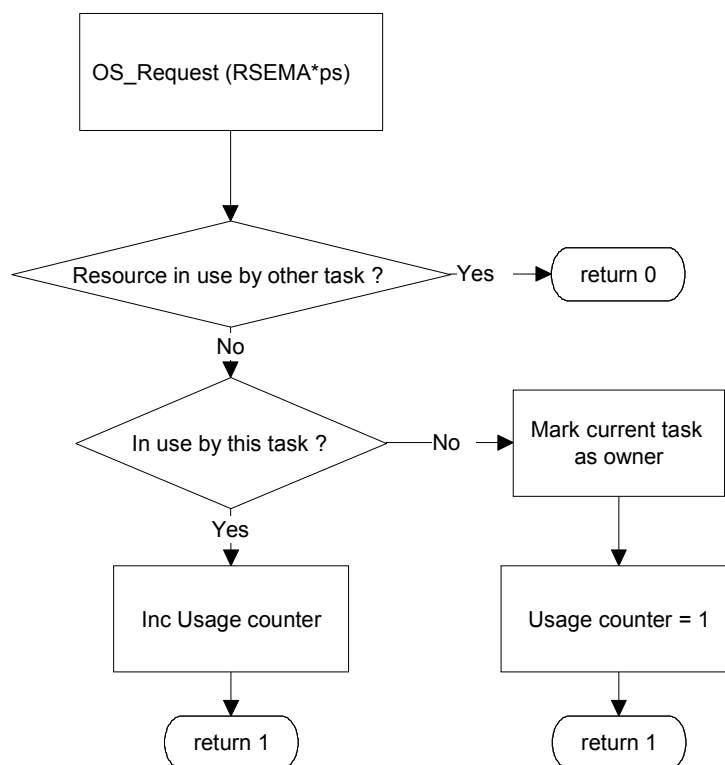 OS_Request (RSEMA*ps)
Resource in use by other task ?
Yes
return 0
No
In use by this task ?
No
Mark current task
as owner
Yes
Inc Usage counter
Usage counter = 1
return 1
return 1